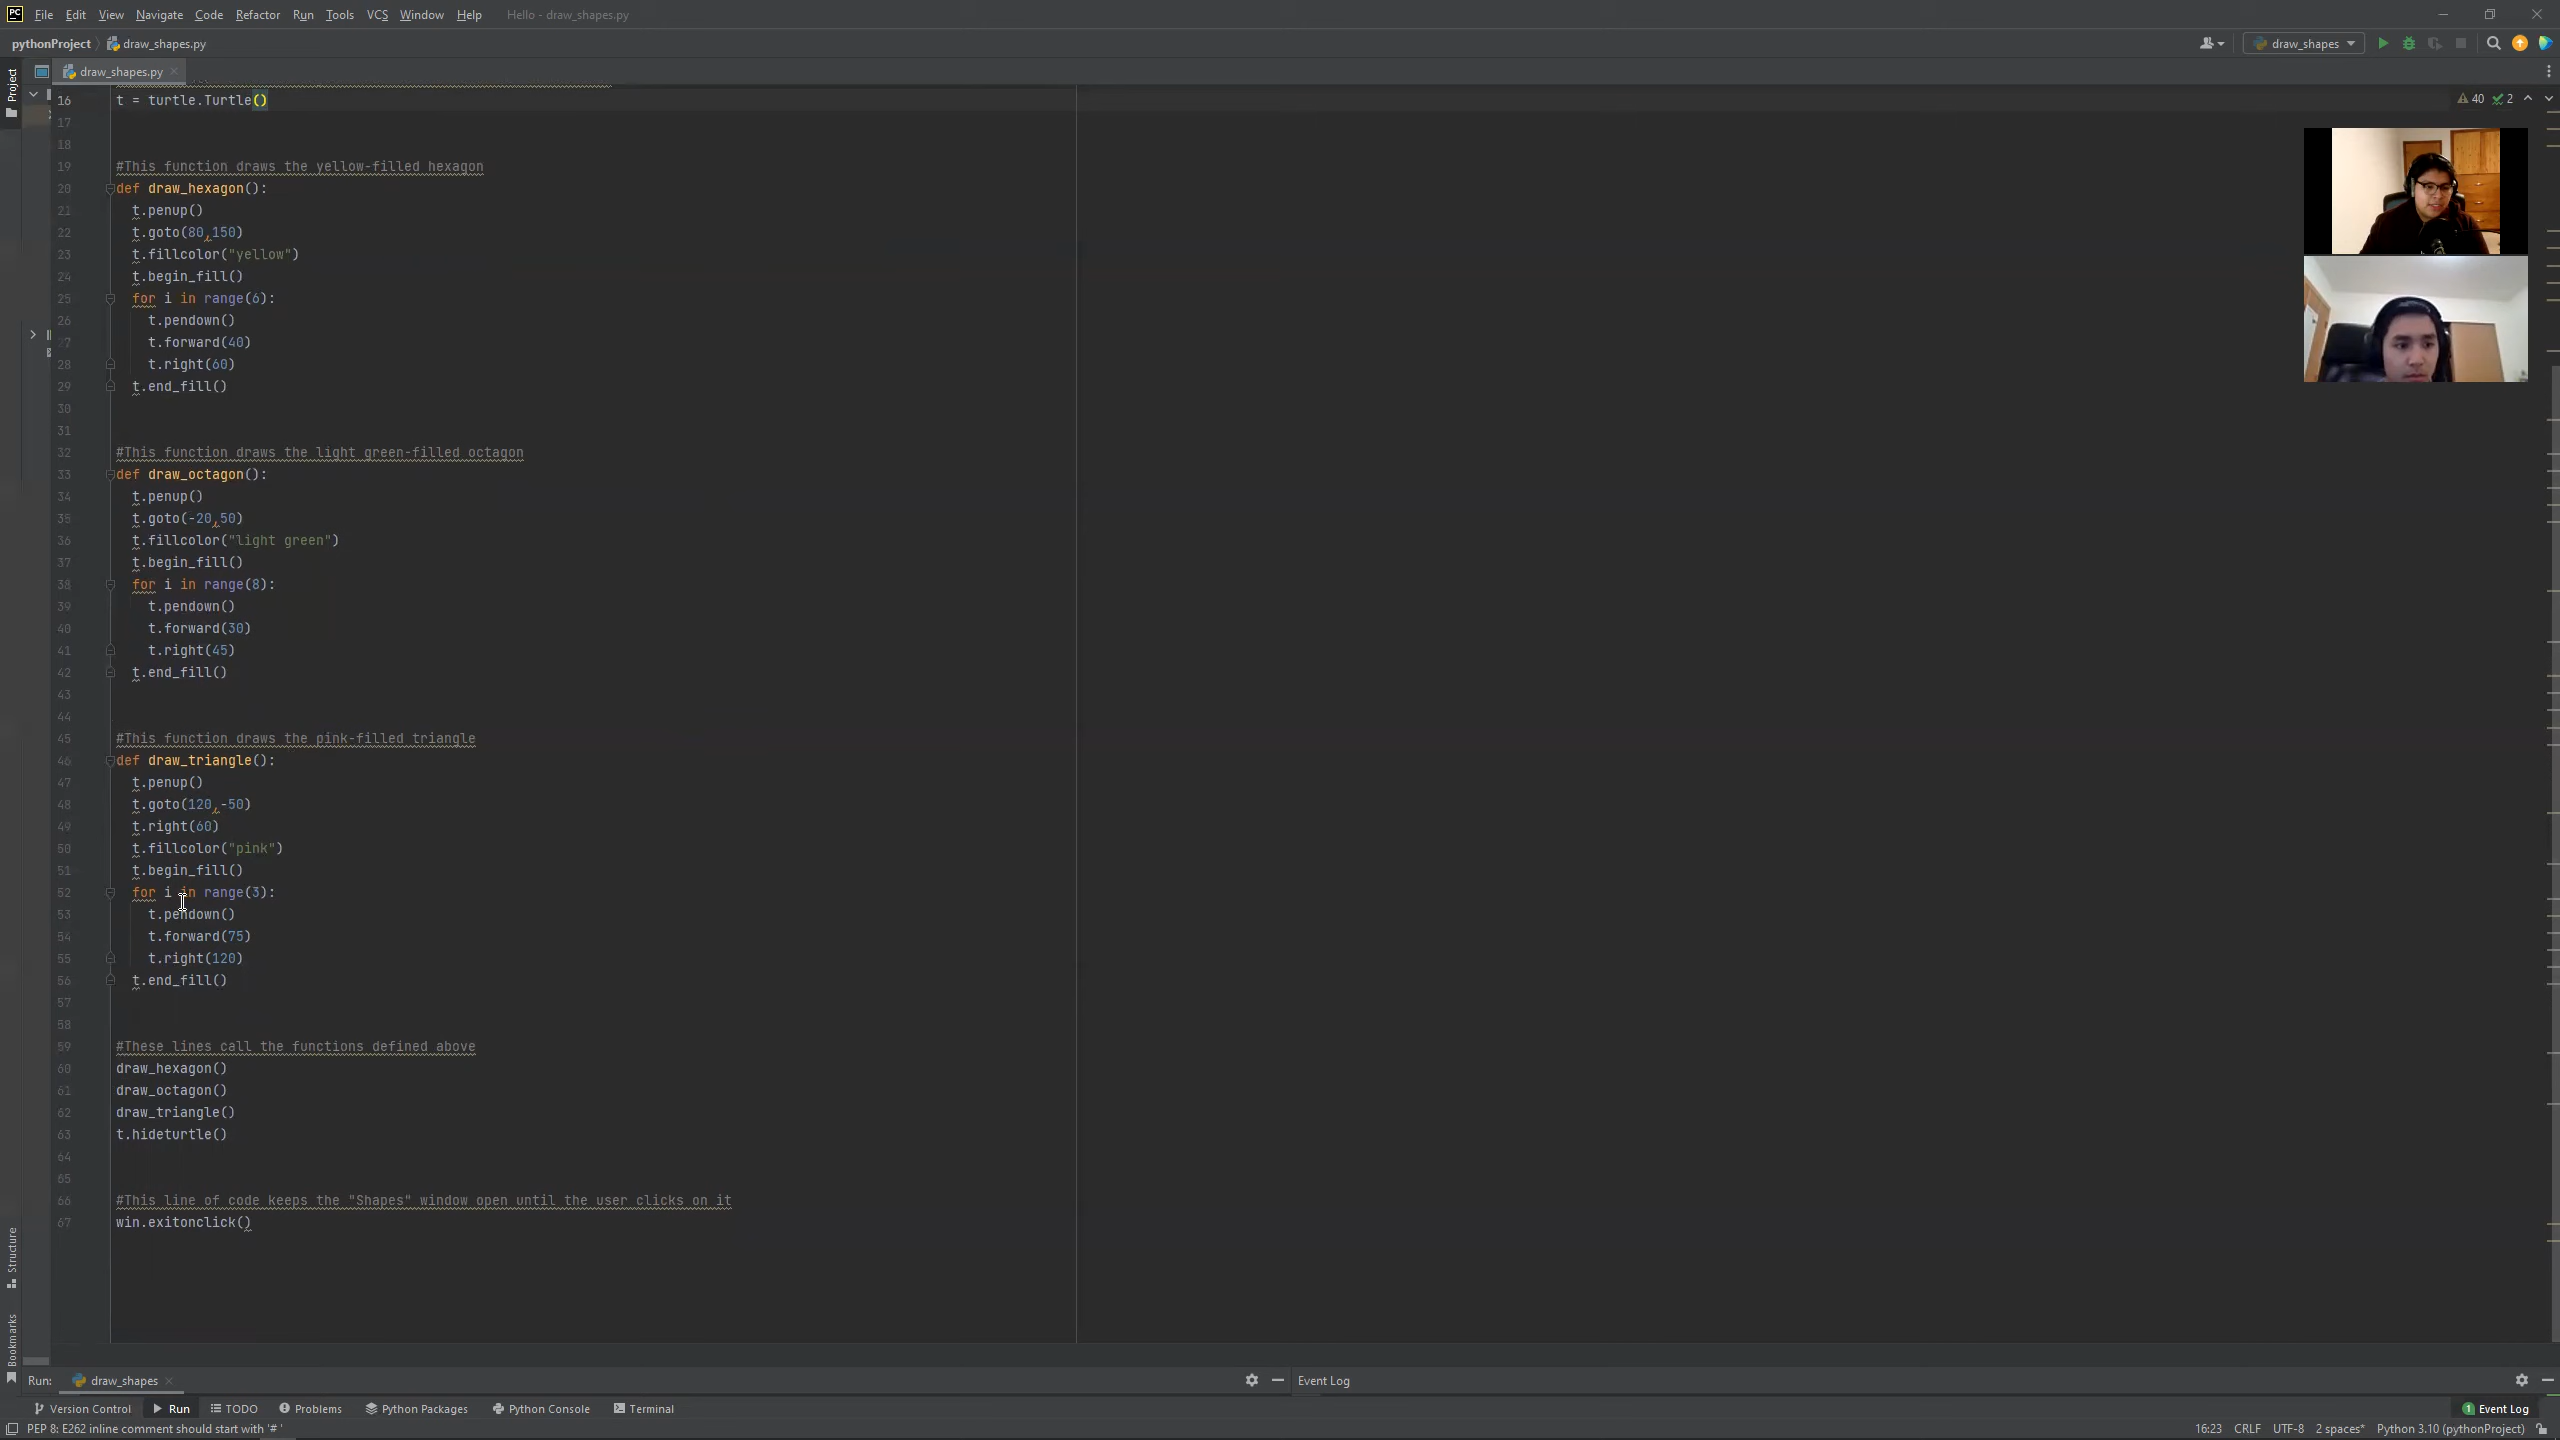 PC File Edit View Navigate Code Refactor Run Tools VCS Window Help Hello - draw_shapes.py
pythonProject draw_shapes.py draw_shapes
Project draw_shapes.py
16 t = turtle.Turtle() 40 2
17
18
19 #This function draws the yellow-filled hexagon
20 def draw_hexagon():
21 t.penup()
22 t.goto(80,150)
23 t.fillcolor("yellow")
24 t.begin_fill()
25 for i in range(6):
26 t.pendown()
27 t.forward(40)
28 t.right(60)
29 t.end_fill()
30
31
32 #This function draws the light green-filled octagon
33 def draw_octagon():
34 t.penup()
35 t.goto(-20,50)
36 t.fillcolor("light green")
37 t.begin_fill()
38 for i in range(8):
39 t.pendown()
40 t.forward(30)
41 t.right(45)
42 t.end_fill()
43
44
45 #This function draws the pink-filled triangle
46 def draw_triangle():
47 t.penup()
48 t.goto(120,-50)
49 t.right(60)
50 t.fillcolor("pink")
51 t.begin_fill()
52 for i in range(3):
53 t.pendown()
54 t.forward(75)
55 t.right(120)
56 t.end_fill()
57
58
59 #These lines call the functions defined above
60 draw_hexagon()
61 draw_octagon()
62 draw_triangle()
63 t.hideturtle()
64
65
66 #This line of code keeps the "Shapes" window open until the user clicks on it
67 win.exitonclick()
Structure
Bookmarks
Run: draw_shapes Event Log
Version Control Run TODO Problems Python Packages Python Console Terminal 1 Event Log
PEP 8: E262 inline comment should start with '# ' 16:23 CRLF UTF-8 2 spaces* Python 3.10 (pythonProject)